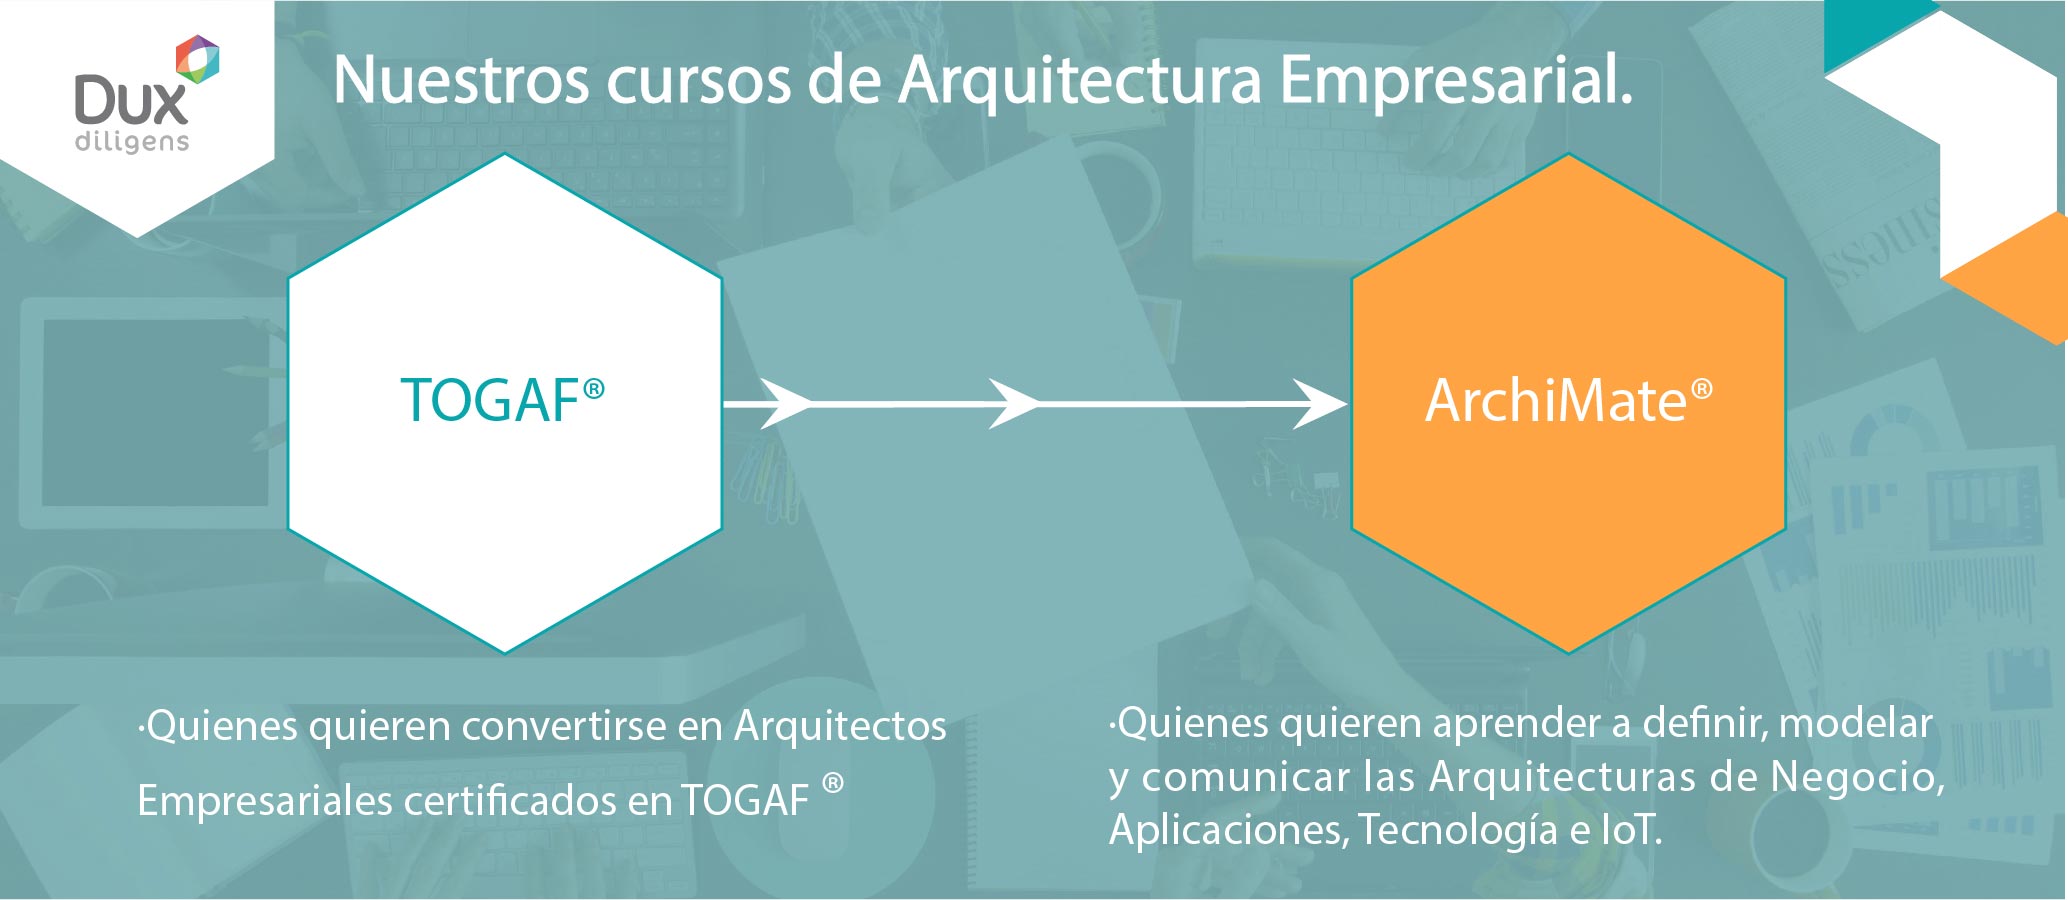 Dux
diligens
Nuestros cursos de Arquitectura Empresarial.
TOGAF®
ArchiMate®
·Quienes quieren convertirse en Arquitectos
Empresariales certificados en TOGAF ®
·Quienes quieren aprender a definir, modelar
y comunicar las Arquitecturas de Negocio,
Aplicaciones, Tecnología e IoT.